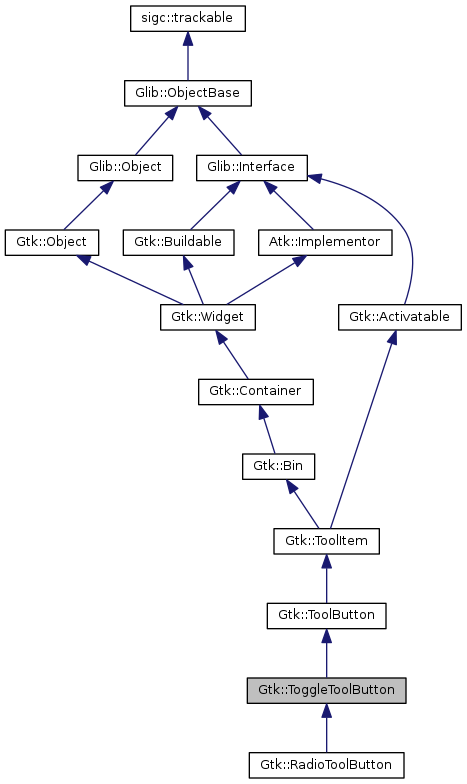 sigc::trackable
Glib::ObjectBase
Glib::Object
Glib::Interface
Gtk::Object
Gtk::Buildable
Atk::Implementor
Gtk::Widget
Gtk::Activatable
Gtk::Container
Gtk::Bin
Gtk::ToolItem
Gtk::ToolButton
Gtk::ToggleToolButton
Gtk::RadioToolButton